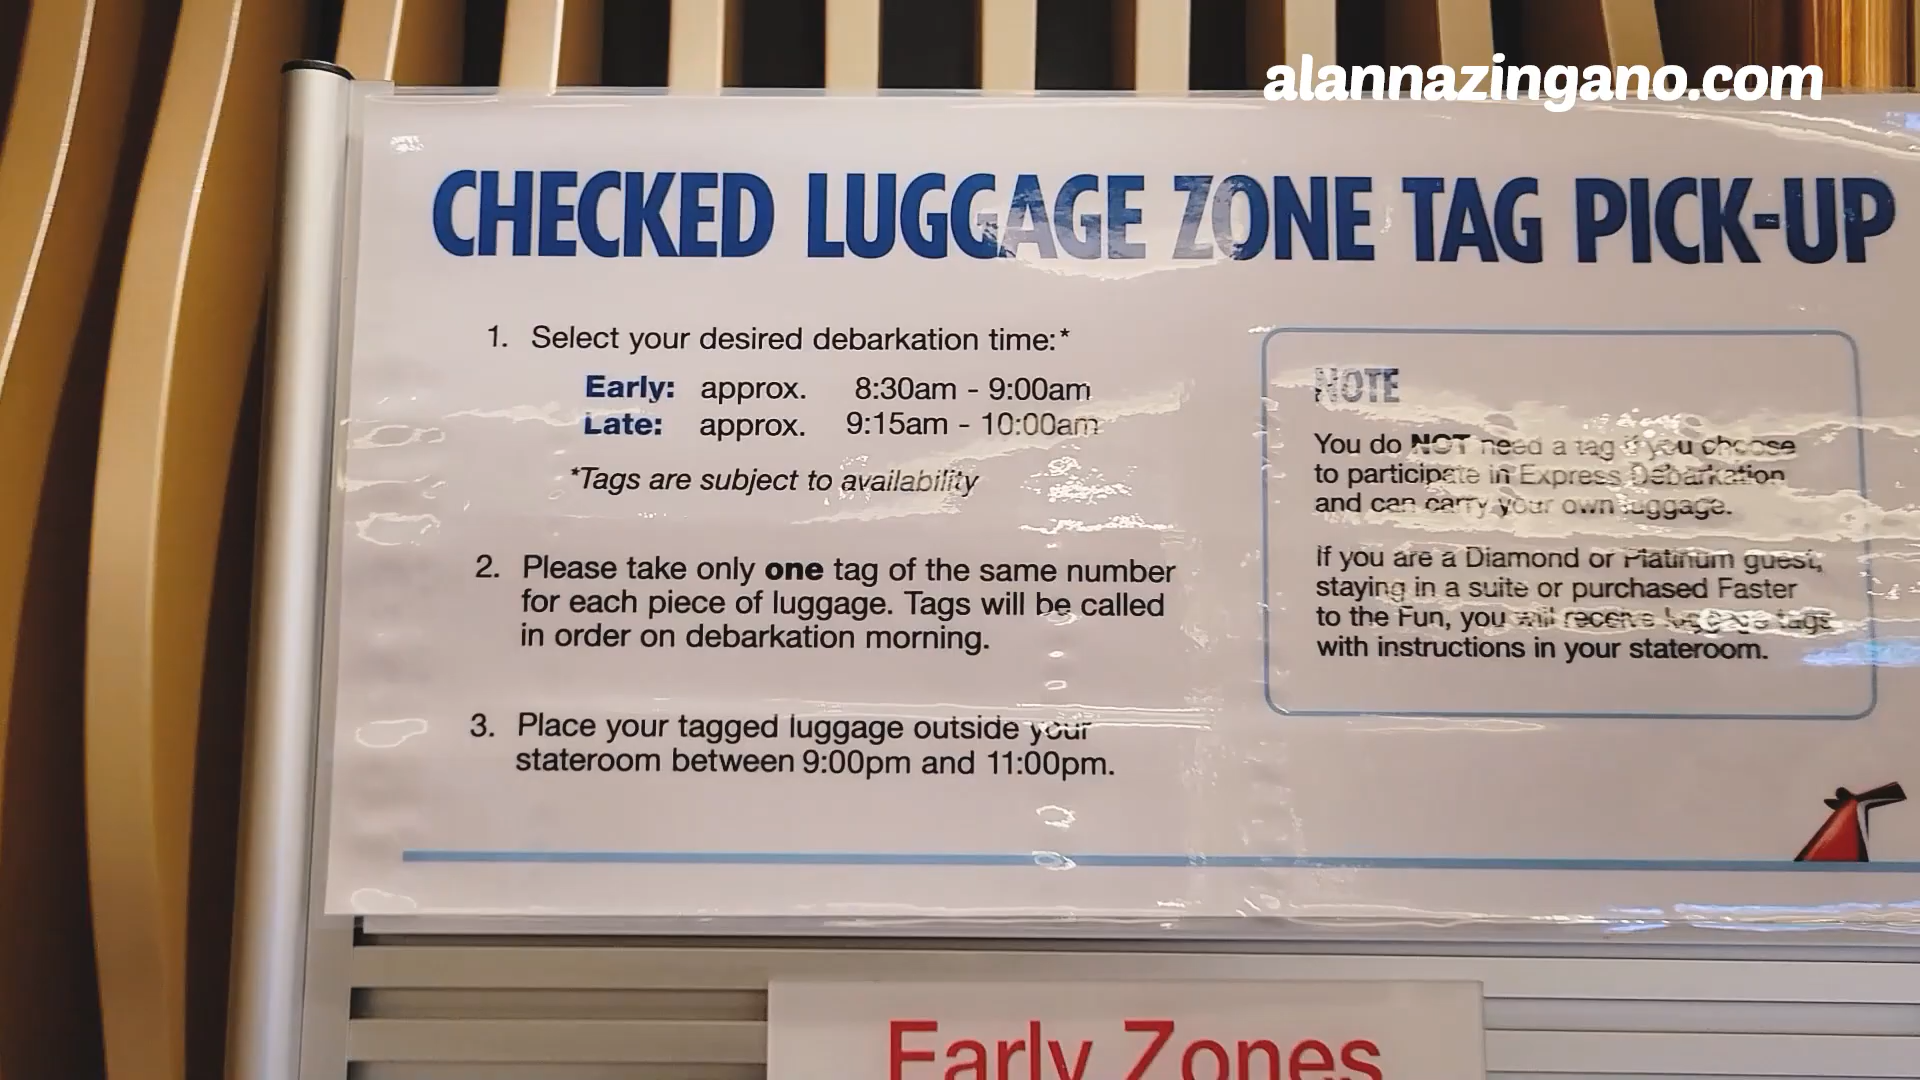 alannazingano.com
CHECKED LUGGAGE ZONE TAG PICK-UP
1. Select your desired debarkation time:*
Early: approx. 8:30am - 9:00am
Late: approx. 9:15am - 10:00am
*Tags are subject to availability
2. Please take only one tag of the same number
for each piece of luggage. Tags will be called
in order on debarkation morning.
3. Place your tagged luggage outside your
stateroom between 9:00pm and 11:00pm.
NOTE
You do NOT need a tag if you choose
to participate in Express Debarkation
and can carry your own luggage.
If you are a Diamond or Platinum guest,
staying in a suite or purchased Faster
to the Fun, you will receive luggage tags
with instructions in your stateroom.
Early Zones